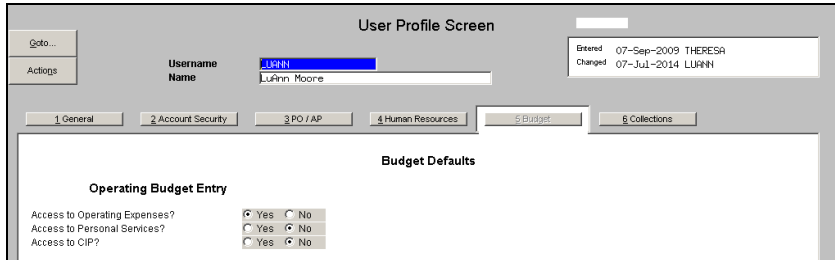 User Profile Screen
Goto...
Actions
Username LUANN
Name LuAnn Moore
Entered 07-Sep-2009 THERESA
Changed 07-Jul-2014 LUANN
1 General 2 Account Security 3 PO / AP 4 Human Resources 5 Budget 6 Collections
Budget Defaults
Operating Budget Entry
Access to Operating Expenses? Yes No
Access to Personal Services? Yes No
Access to CIP? Yes No